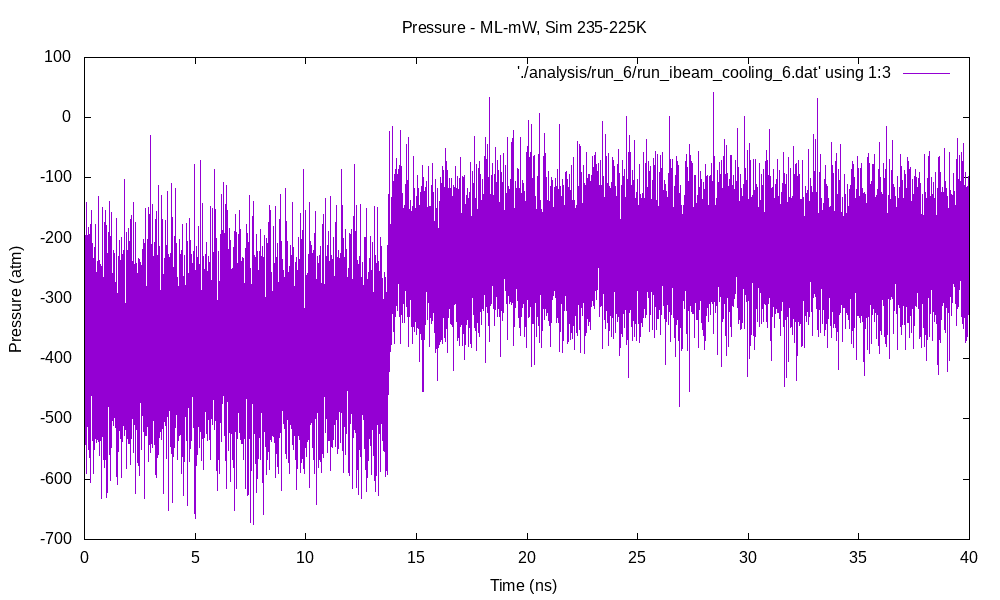 Pressure - ML-mW, Sim 235-225K
'./analysis/run_6/run_ibeam_cooling_6.dat' using 1:3
100
0
-100
-200
-300
-400
-500
-600
-700
Pressure (atm)
0 5 10 15 20 25 30 35 40
Time (ns)